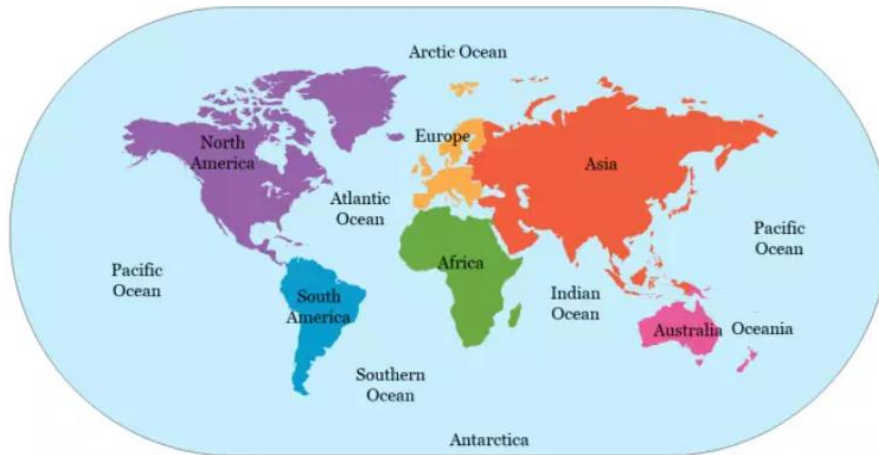 Arctic Ocean
North
America
Europe
Asia
Atlantic
Ocean
Pacific
Ocean
Africa
Pacific
Ocean
South
America
Indian
Ocean
Australia
Oceania
Southern
Ocean
Antarctica